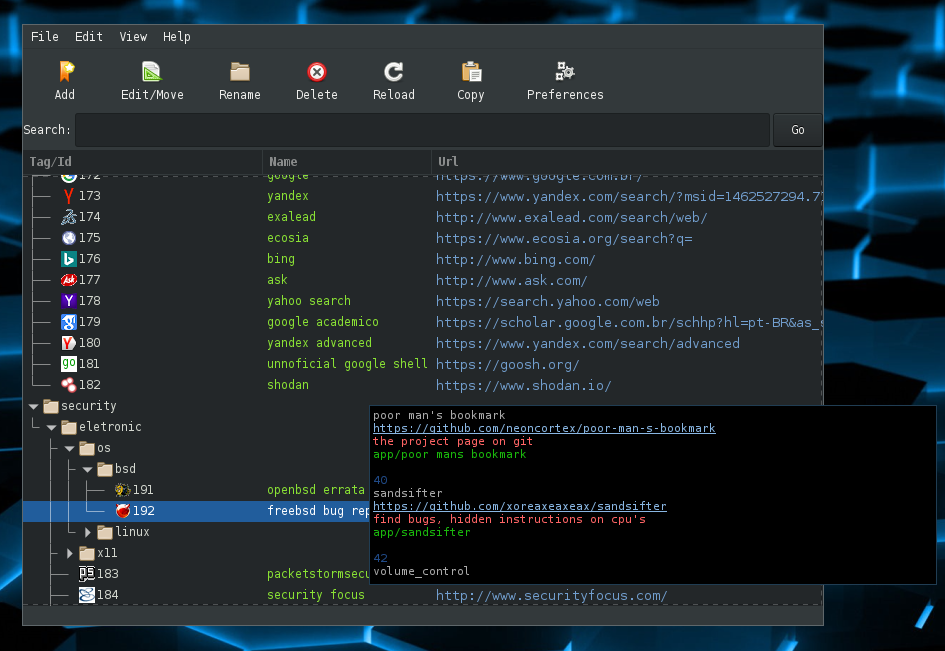 File Edit View Help
Add Edit/Move Rename Delete Reload Copy Preferences
Search: Go
Tag/Id Name Url
172 google https://www.google.com.br/
173 yandex https://www.yandex.com/search/?msid=1462527294.7
174 exalead http://www.exalead.com/search/web/
175 ecosia https://www.ecosia.org/search?q=
176 bing http://www.bing.com/
177 ask http://www.ask.com/
178 yahoo search https://search.yahoo.com/web
179 google academico https://scholar.google.com.br/schhp?hl=pt-BR&as_
180 yandex advanced http://www.yandex.com/search/advanced
go 181 unnoficial google shell https://goosh.org/
182 shodan https://www.shodan.io/
security
eletronic
os
bsd
191 openbsd errata
192 freebsd bug rep
linux
x11
183 packetstormsecu
184 security focus http://www.securityfocus.com/
poor man's bookmark
https://github.com/neoncortex/poor-man-s-bookmark
the project page on git
app/poor mans bookmark
40
sandsifter
https://github.com/xoreaxeaxeax/sandsifter
find bugs, hidden instructions on cpu's
app/sandsifter
42
volume_control